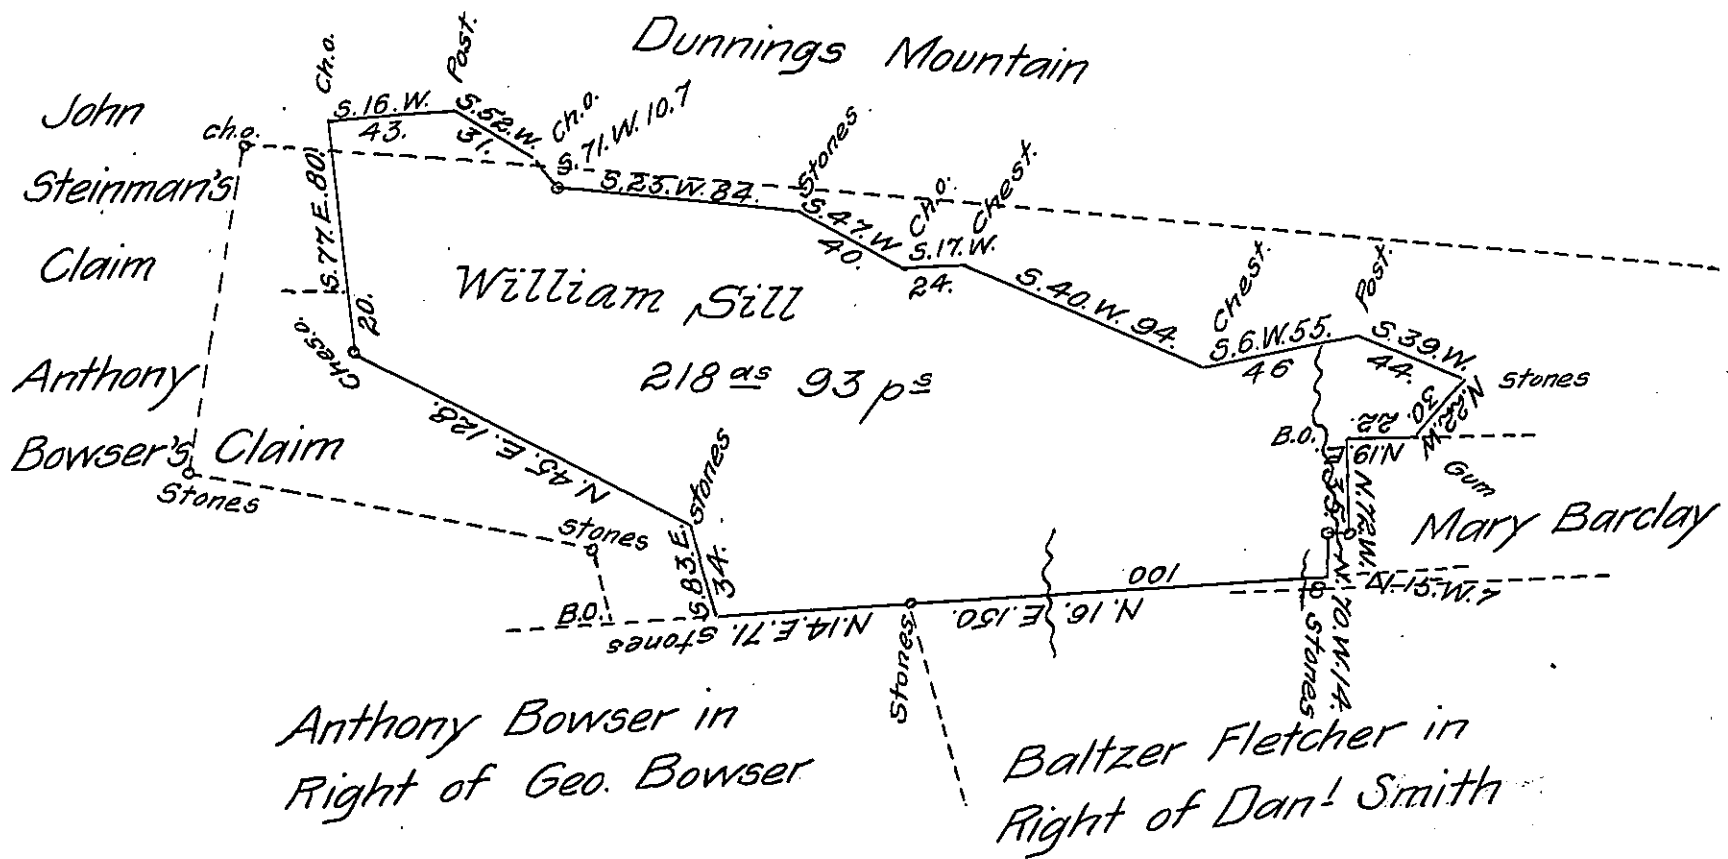 Dunnings Mountain
John
Steinman's
Claim
Anthony
Bowser's Claim
Ch.o.
Post.
Ch.o.
ch.o.
S.16.W.
43.
S.52.W.
31.
S.71.W.10.7
S.23.W.84.
Stones
S.47.W
40.
Ch.o.
S.17.W.
24.
Chest.
S.40.W.94.
Chest.
S.6.W.55.
46
Post.
S.39.W.
44.
Stones
N.22.W
30.
Gum
N.19.E
22.
B.O.
N.72.W.
35.
Mary Barclay
N.15.W.7
N.70.W.14.
Stones
100
N.16.E.150.
Stones
N.14.E.71.
Stones
S.83.E.
34.
Stones
N.45.E.128.
Ches.o.
S.77.E.80.
20.
William Sill
218 as 93 ps
Stones
Stones
B.O.
Anthony Bowser in
Right of Geo. Bowser
Baltzer Fletcher in
Right of Danl Smith